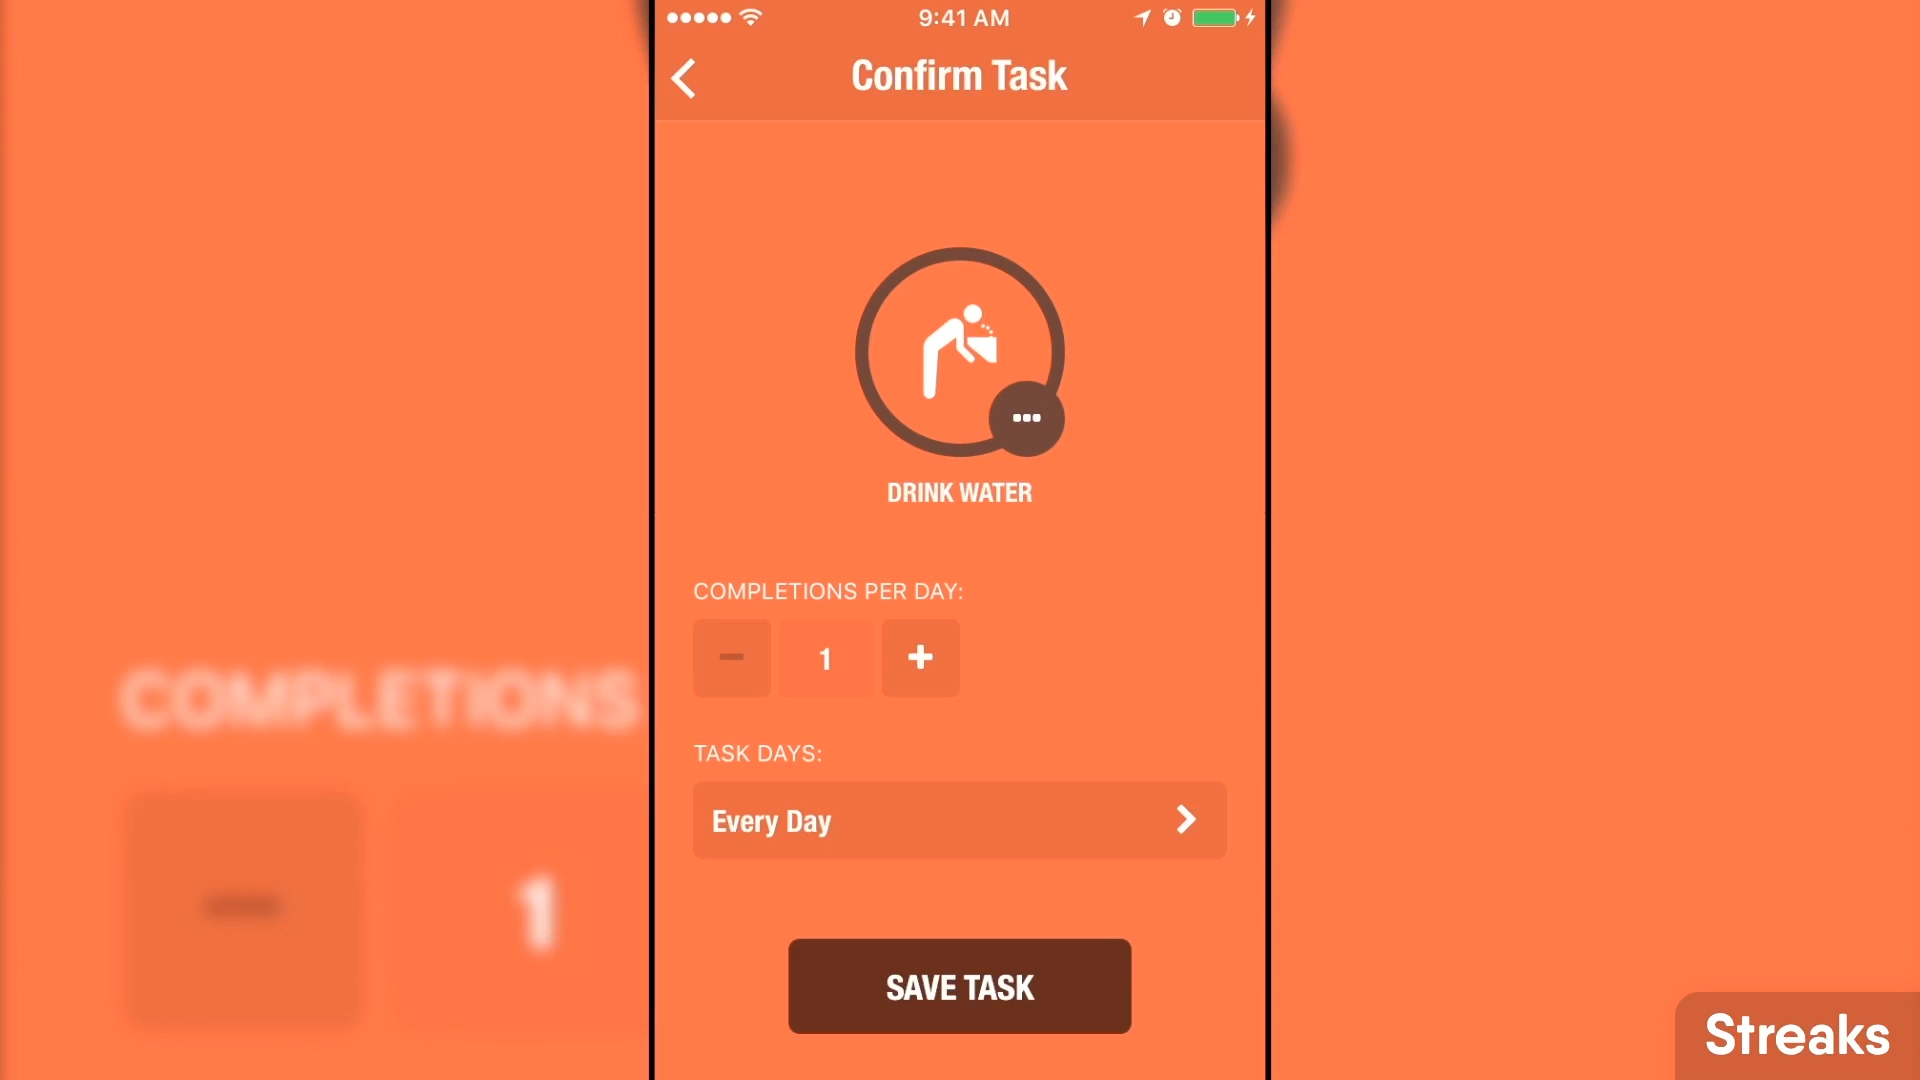 9:41 AM
Confirm Task
DRINK WATER
COMPLETIONS PER DAY:
1
TASK DAYS:
Every Day
SAVE TASK
COMPLETIONS
1
Streaks